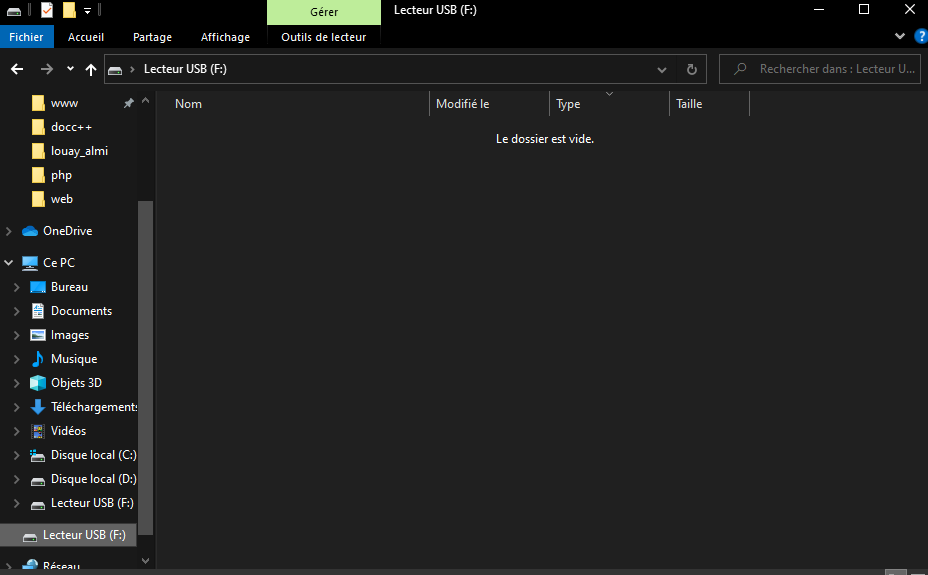 Gérer
Lecteur USB (F:)
Fichier
Accueil
Partage
Affichage
Outils de lecteur
?
Lecteur USB (F:)
Rechercher dans : Lecteur U...
Nom
Modifié le
Type
Taille
Le dossier est vide.
www
docc++
louay_almi
php
web
OneDrive
Ce PC
Bureau
Documents
Images
Musique
Objets 3D
Téléchargements
Vidéos
Disque local (C:)
Disque local (D:)
Lecteur USB (F:)
Lecteur USB (F:)
Réseau